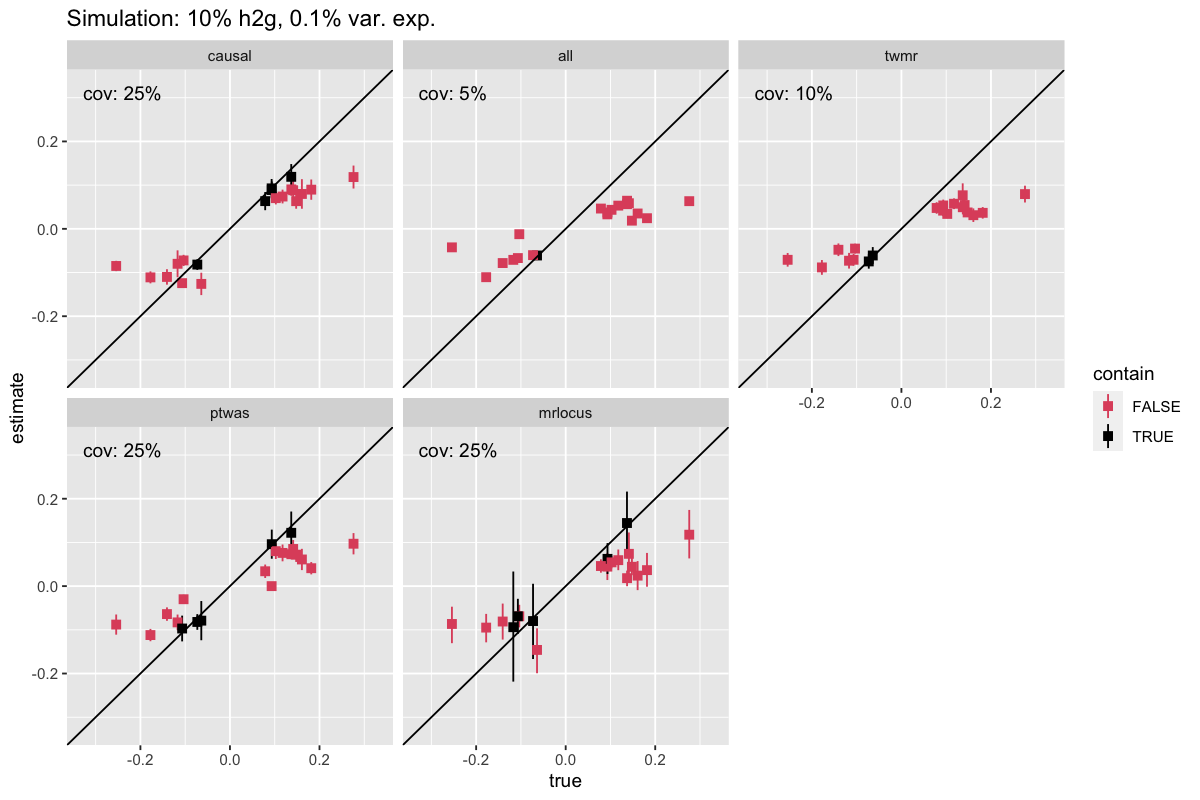 Simulation: 10% h2g, 0.1% var. exp.
causal
all
twmr
cov: 25%
cov: 5%
cov: 10%
0.2
0.0
-0.2
-0.2
0.0
0.2
ptwas
mrlocus
cov: 25%
cov: 25%
0.2
0.0
-0.2
-0.2
0.0
0.2
-0.2
0.0
0.2
estimate
true
contain
FALSE
TRUE